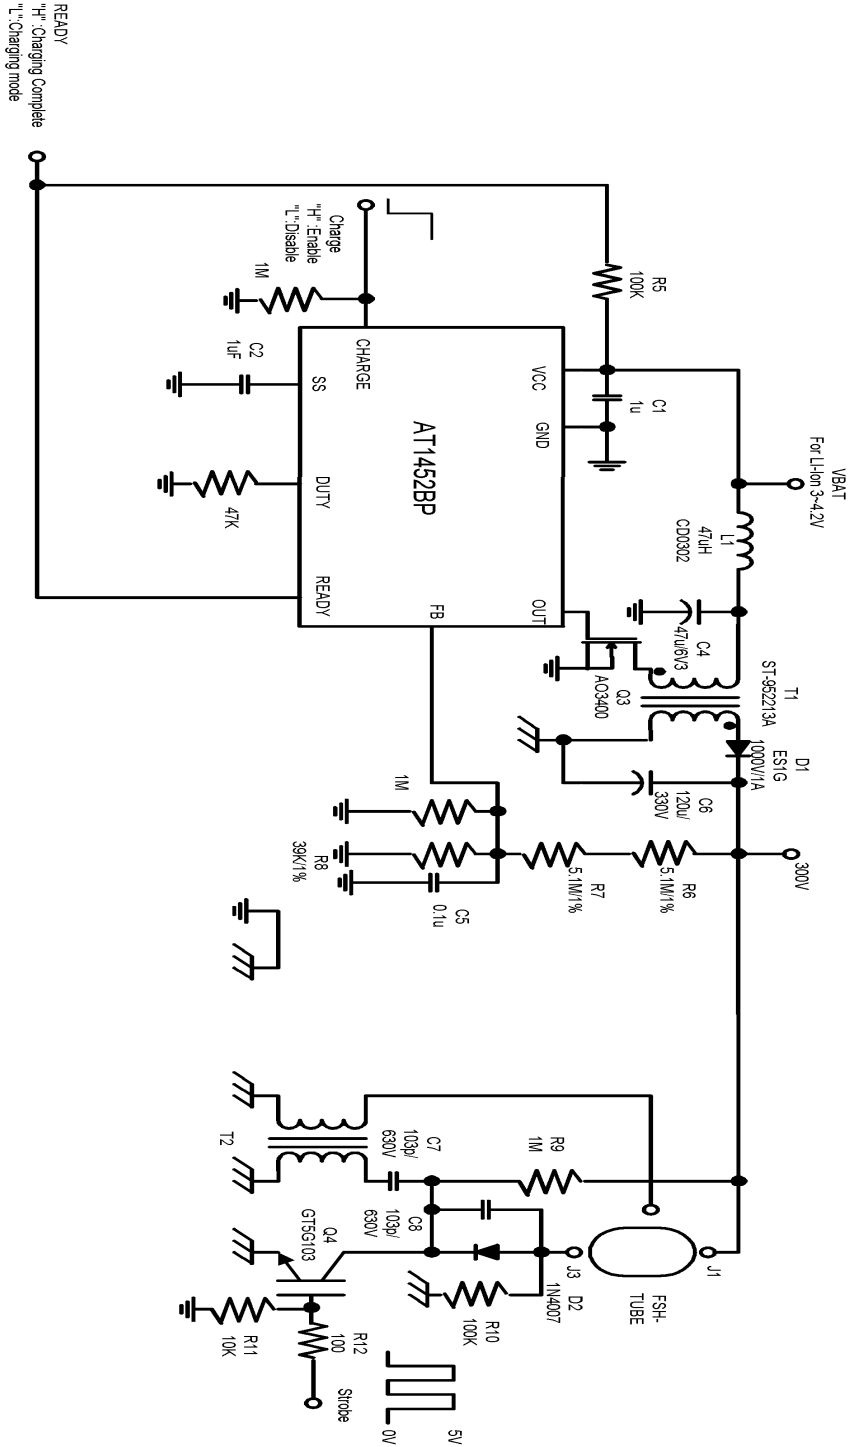 READY
"H" :Charging Complete
"L":Charging mode
Charge
"H" :Enable
"L":Disable
1M
R5
100K
VBAT
For LI-Ion 3~4.2V
C1
1u
L1
47uH
CD0302
C4
47u/6V3
T1
ST-952213A
Q3
AO3400
D1
ES1G
1000V/1A
C6
120u/
330V
300V
AT1452BP
VCC
GND
OUT
CHARGE
SS
DUTY
READY
FB
C2
1uF
47K
1M
R8
39K/1%
C5
0.1u
R7
5.1M/1%
R6
5.1M/1%
T2
C7
103p/
630V
R9
1M
C8
103p/
630V
Q4
GT5G103
D2
1N4007
J1
J3
FSH-
TUBE
R10
100K
R11
10K
R12
100
Strobe
5V
0V